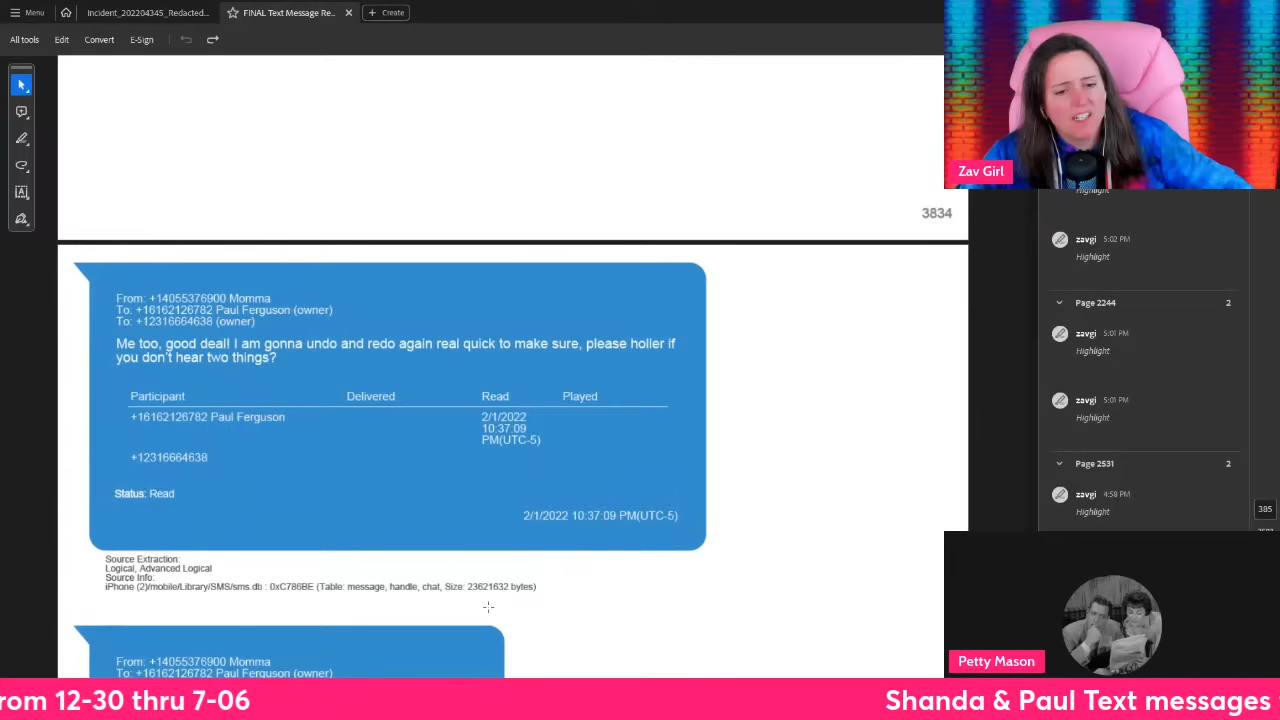 Menu
Incident_202204345_Redacted...
FINAL Text Message Re...
Create
All tools
Edit
Convert
E-Sign
3834
From: +14055376900 Momma
To: +16162126782 Paul Ferguson (owner)
To: +12316664638 (owner)
Me too, good deal! I am gonna undo and redo again real quick to make sure, please holler if
you don't hear two things?
Participant Delivered Read Played
+16162126782 Paul Ferguson 2/1/2022
10:37:09
PM(UTC-5)
+12316664638
Status: Read
2/1/2022 10:37:09 PM(UTC-5)
Source Extraction:
Logical, Advanced Logical
Source Info:
iPhone (2)/mobile/Library/SMS/sms.db : 0xC786BE (Table: message, handle, chat, Size: 23621632 bytes)
From: +14055376900 Momma
To: +16162126782 Paul Ferguson (owner)
Zav Girl
Highlight
zavgi 5:02 PM
Highlight
Page 2244 2
zavgi 5:01 PM
Highlight
zavgi 5:01 PM
Highlight
Page 2531 2
zavgi 4:58 PM
Highlight
385
Petty Mason
rom 12-30 thru 7-06
Shanda & Paul Text messages